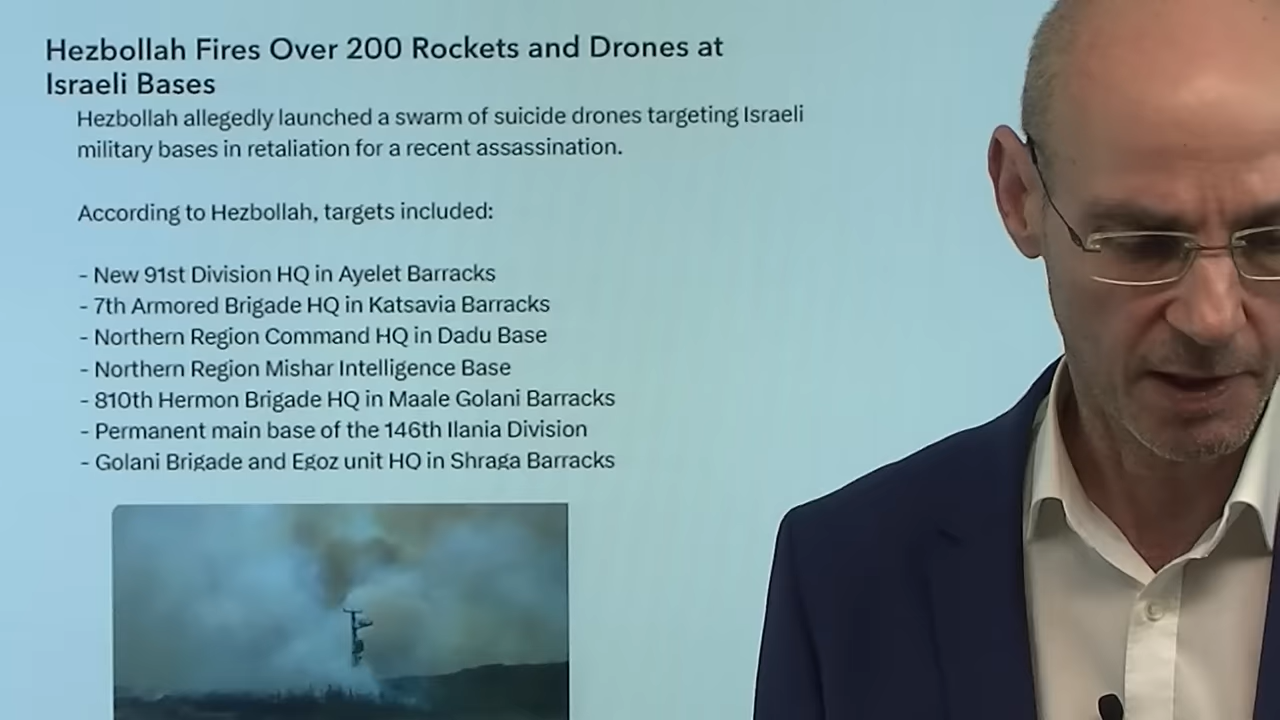 Hezbollah Fires Over 200 Rockets and Drones at
Israeli Bases
Hezbollah allegedly launched a swarm of suicide drones targeting Israeli
military bases in retaliation for a recent assassination.
According to Hezbollah, targets included:
- New 91st Division HQ in Ayelet Barracks
- 7th Armored Brigade HQ in Katsavia Barracks
- Northern Region Command HQ in Dadu Base
- Northern Region Mishar Intelligence Base
- 810th Hermon Brigade HQ in Maale Golani Barracks
- Permanent main base of the 146th Ilania Division
- Golani Brigade and Egoz unit HQ in Shraga Barracks